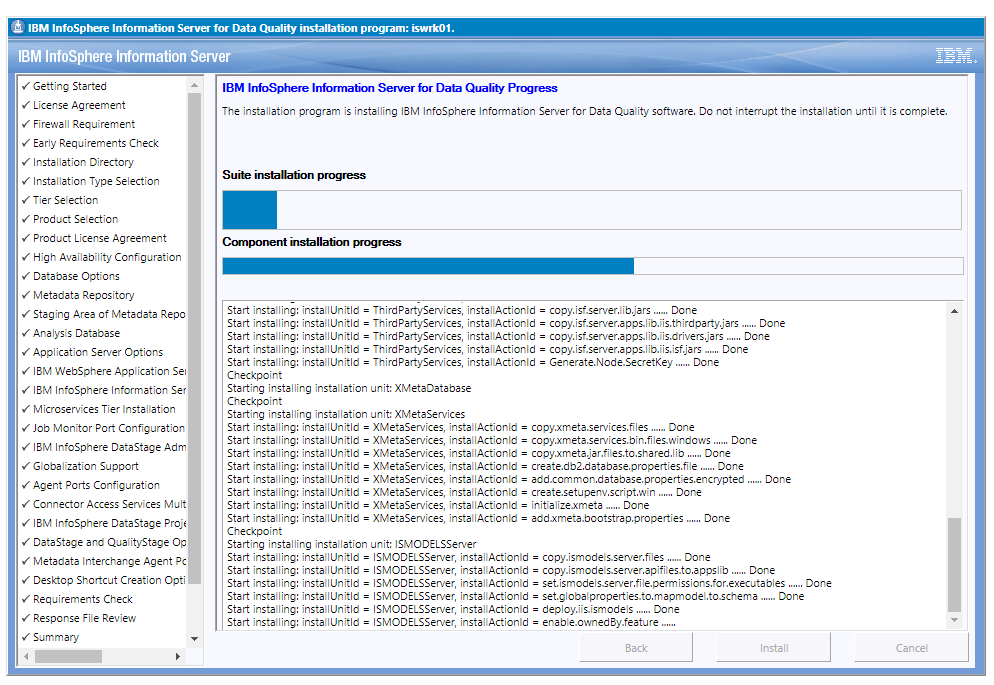 IBM InfoSphere Information Server for Data Quality installation program: iswrk01.
IBM InfoSphere Information Server
IBM.
✓ Getting Started
✓ License Agreement
✓ Firewall Requirement
✓ Early Requirements Check
✓ Installation Directory
✓ Installation Type Selection
✓ Tier Selection
✓ Product Selection
✓ Product License Agreement
✓ High Availability Configuration
✓ Database Options
✓ Metadata Repository
✓ Staging Area of Metadata Repo
✓ Analysis Database
✓ Application Server Options
✓ IBM WebSphere Application Ser
✓ IBM InfoSphere Information Ser
✓ Microservices Tier Installation
✓ Job Monitor Port Configuration
✓ IBM InfoSphere DataStage Adm
✓ Globalization Support
✓ Agent Ports Configuration
✓ Connector Access Services Mult
✓ IBM InfoSphere DataStage Proje
✓ DataStage and QualityStage Op
✓ Metadata Interchange Agent Pc
✓ Desktop Shortcut Creation Opti
✓ Requirements Check
✓ Response File Review
✓ Summary
IBM InfoSphere Information Server for Data Quality Progress
The installation program is installing IBM InfoSphere Information Server for Data Quality software. Do not interrupt the installation until it is complete.
Suite installation progress
Component installation progress
Start installing: installUnitId = ThirdPartyServices, installActionId = copy.isf.server.lib.jars ...... Done
Start installing: installUnitId = ThirdPartyServices, installActionId = copy.isf.server.apps.lib.iis.thirdparty.jars ...... Done
Start installing: installUnitId = ThirdPartyServices, installActionId = copy.isf.server.apps.lib.iis.drivers.jars ...... Done
Start installing: installUnitId = ThirdPartyServices, installActionId = copy.isf.server.apps.lib.iis.isf.jars ...... Done
Start installing: installUnitId = ThirdPartyServices, installActionId = Generate.Node.SecretKey ...... Done
Checkpoint
Starting installing installation unit: XMetaDatabase
Checkpoint
Starting installing installation unit: XMetaServices
Start installing: installUnitId = XMetaServices, installActionId = copy.xmeta.services.files ...... Done
Start installing: installUnitId = XMetaServices, installActionId = copy.xmeta.services.bin.files.windows ...... Done
Start installing: installUnitId = XMetaServices, installActionId = copy.xmeta.jar.files.to.shared.lib ...... Done
Start installing: installUnitId = XMetaServices, installActionId = create.db2.database.properties.file ...... Done
Start installing: installUnitId = XMetaServices, installActionId = add.common.database.properties.encrypted ...... Done
Start installing: installUnitId = XMetaServices, installActionId = create.setupenv.script.win ...... Done
Start installing: installUnitId = XMetaServices, installActionId = initialize.xmeta ...... Done
Start installing: installUnitId = XMetaServices, installActionId = add.xmeta.bootstrap.properties ...... Done
Checkpoint
Starting installing installation unit: ISMODELSServer
Start installing: installUnitId = ISMODELSServer, installActionId = copy.ismodels.server.files ...... Done
Start installing: installUnitId = ISMODELSServer, installActionId = copy.ismodels.server.apifiles.to.appslib ...... Done
Start installing: installUnitId = ISMODELSServer, installActionId = set.ismodels.server.file.permissions.for.executables ...... Done
Start installing: installUnitId = ISMODELSServer, installActionId = set.globalproperties.to.mapmodel.to.schema ...... Done
Start installing: installUnitId = ISMODELSServer, installActionId = deploy.iis.ismodels ...... Done
Start installing: installUnitId = ISMODELSServer, installActionId = enable.ownedBy.feature ......
Back
Install
Cancel